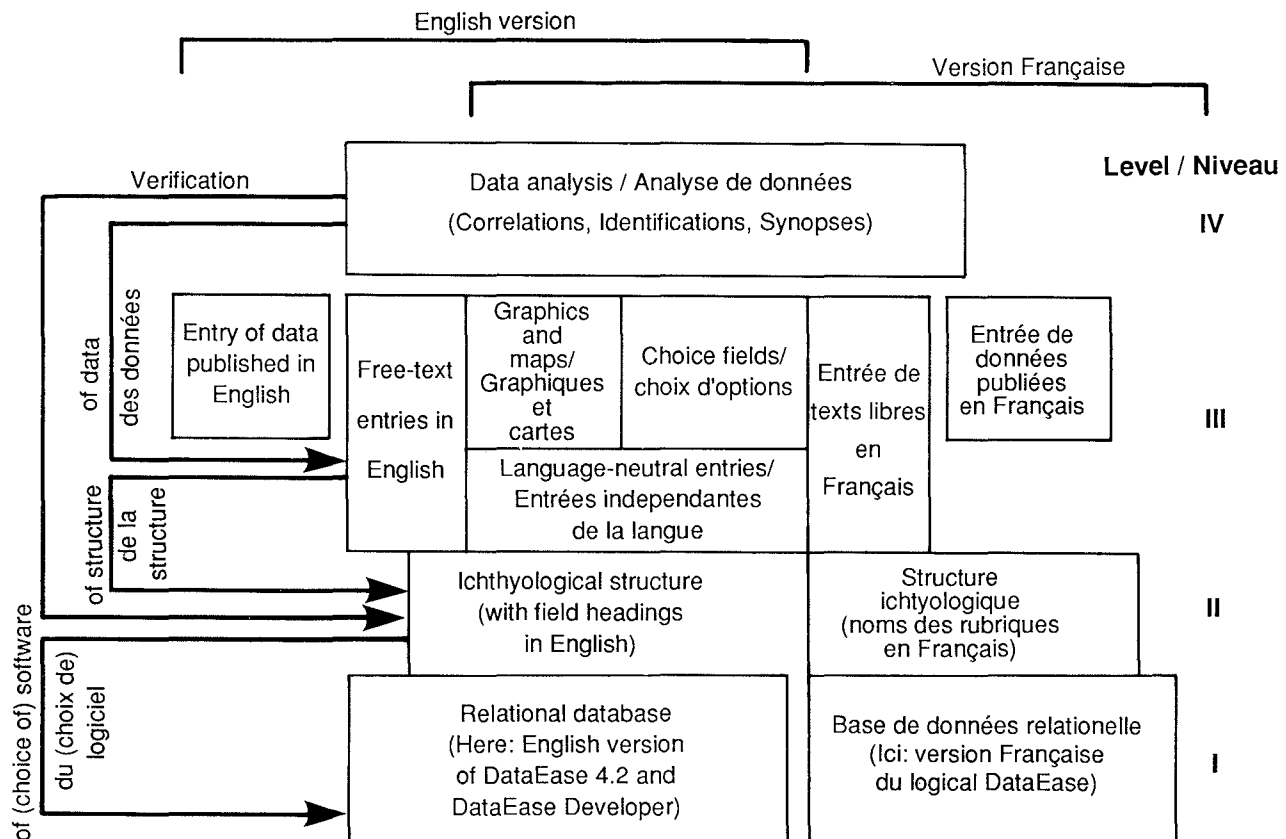 English version
Version Française
Level / Niveau
Verification
Data analysis / Analyse de données
(Correlations, Identifications, Synopses)
IV
of data
des données
Entry of data
published in
English
Free-text
entries in
English
Graphics
and
maps/
Graphiques
et
cartes
Choice fields/
choix d'options
Entrée de
texts libres
en
Français
Entrée de
données
publiées
en Français
III
Language-neutral entries/
Entrées independantes
de la langue
of structure
de la
structure
Ichthyological structure
(with field headings
in English)
Structure
ichtyologique
(noms des rubriques
en Français)
II
of (choice of) software
du (choix de)
logiciel
Relational database
(Here: English version
of DataEase 4.2 and
DataEase Developer)
Base de données relationelle
(Ici: version Française
du logical DataEase)
I